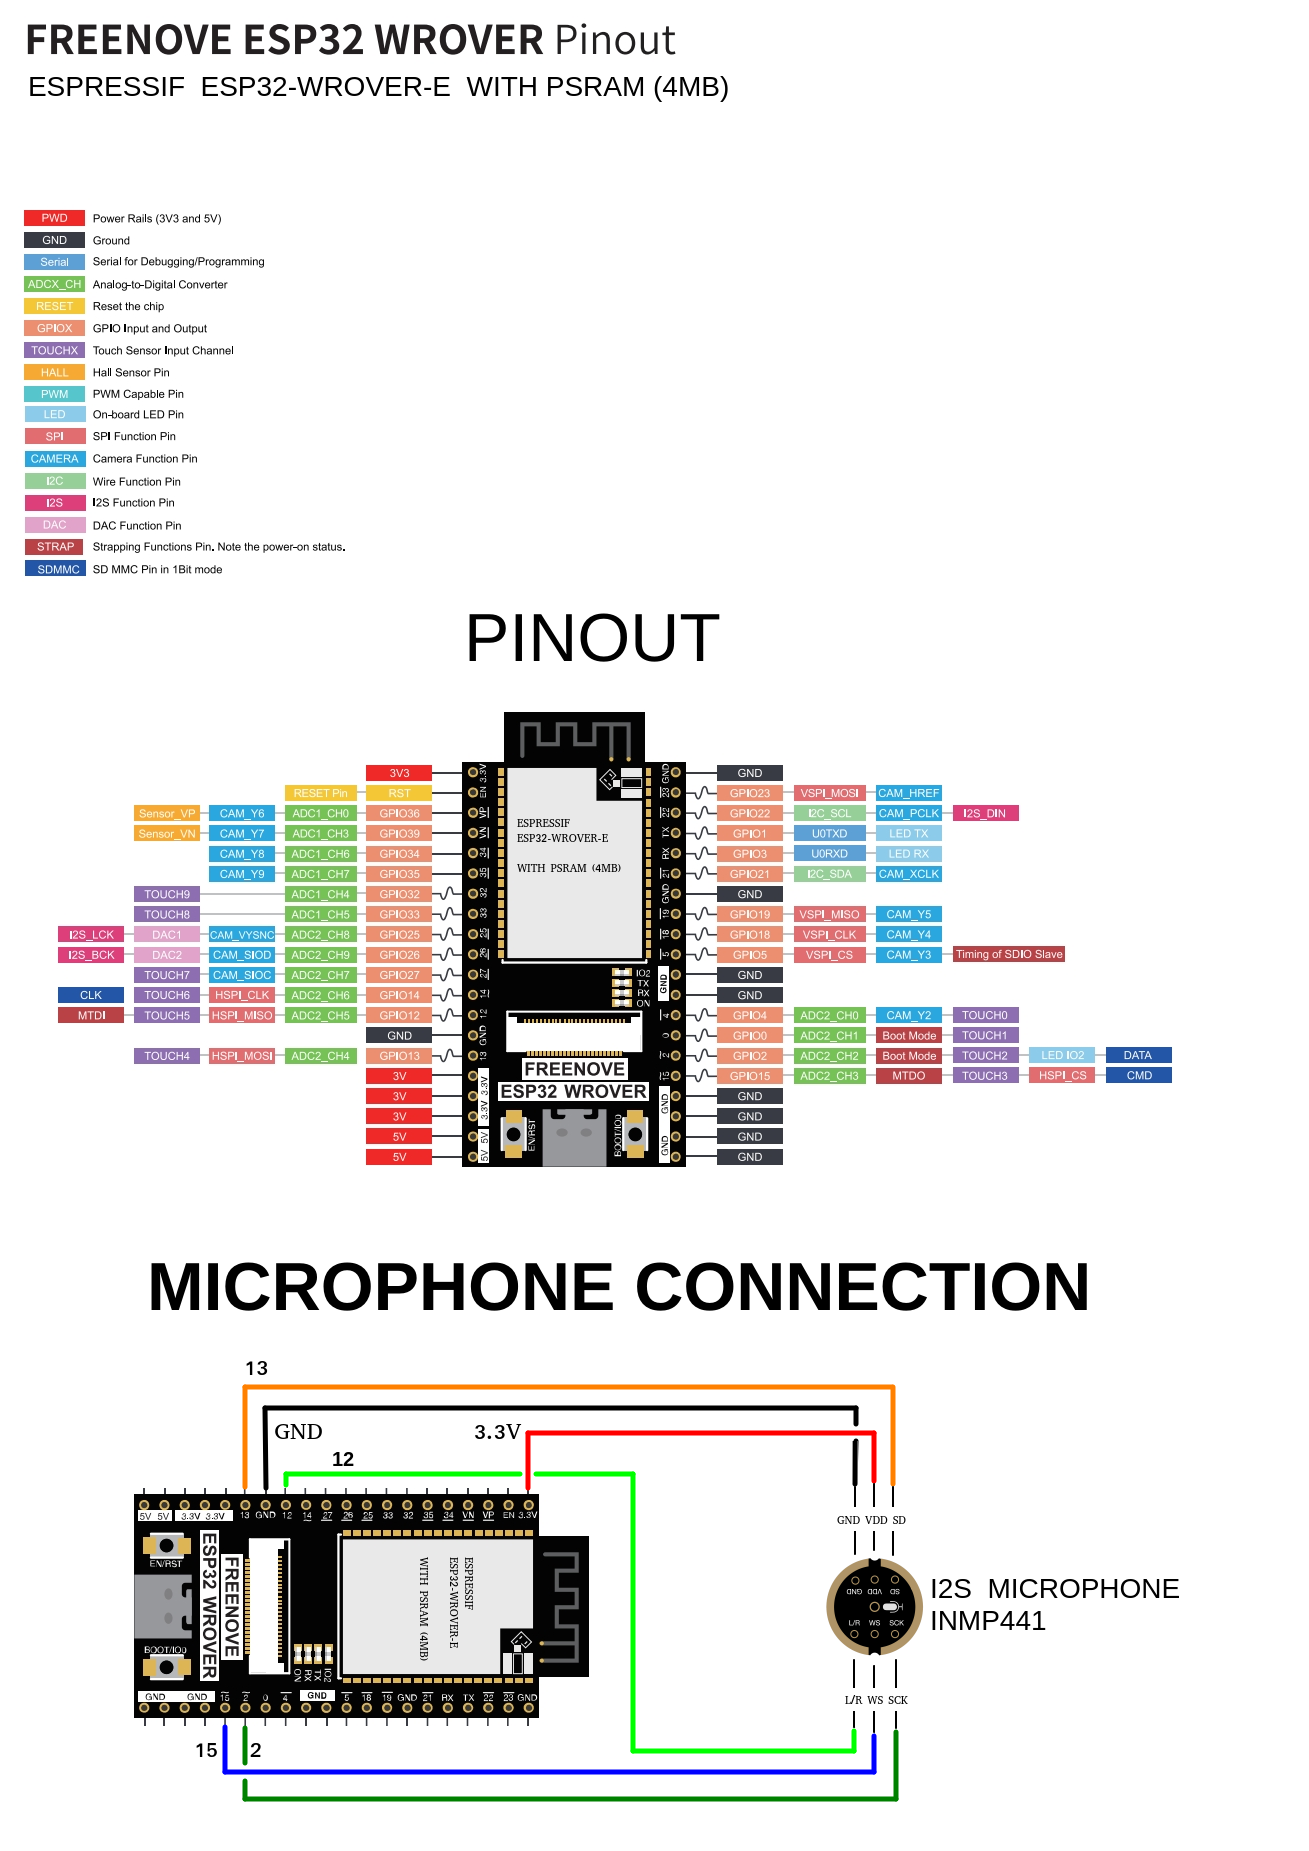 FREENOVE ESP32 WROVER Pinout
ESPRESSIF ESP32-WROVER-E WITH PSRAM (4MB)
PWD Power Rails (3V3 and 5V)
GND Ground
Serial Serial for Debugging/Programming
ADCX_CH Analog-to-Digital Converter
RESET Reset the chip
GPIOX GPIO Input and Output
TOUCHX Touch Sensor Input Channel
HALL Hall Sensor Pin
PWM PWM Capable Pin
LED On-board LED Pin
SPI SPI Function Pin
CAMERA Camera Function Pin
I2C Wire Function Pin
I2S I2S Function Pin
DAC DAC Function Pin
STRAP Strapping Functions Pin. Note the power-on status.
SDMMC SD MMC Pin in 1Bit mode
PINOUT
3V3 3.3V GND GND
RESET Pin RST EN 23 GPIO23 VSPI_MOSI CAM_HREF
Sensor_VP CAM_Y6 ADC1_CH0 GPIO36 VP 22 GPIO22 I2C_SCL CAM_PCLK I2S_DIN
Sensor_VN CAM_Y7 ADC1_CH3 GPIO39 VN TX GPIO1 U0TXD LED TX
CAM_Y8 ADC1_CH6 GPIO34 34 RX GPIO3 U0RXD LED RX
CAM_Y9 ADC1_CH7 GPIO35 35 21 GPIO21 I2C_SDA CAM_XCLK
TOUCH9 ADC1_CH4 GPIO32 32 GND GND
TOUCH8 ADC1_CH5 GPIO33 33 19 GPIO19 VSPI_MISO CAM_Y5
I2S_LCK DAC1 CAM_VYSNC ADC2_CH8 GPIO25 25 18 GPIO18 VSPI_CLK CAM_Y4
I2S_BCK DAC2 CAM_SIOD ADC2_CH9 GPIO26 26 5 GPIO5 VSPI_CS CAM_Y3 Timing of SDIO Slave
TOUCH7 CAM_SIOC ADC2_CH7 GPIO27 27 GND GND
CLK TOUCH6 HSPI_CLK ADC2_CH6 GPIO14 14 GND
MTDI TOUCH5 HSPI_MISO ADC2_CH5 GPIO12 12 4 GPIO4 ADC2_CH0 CAM_Y2 TOUCH0
GND GND 0 GPIO0 ADC2_CH1 Boot Mode TOUCH1
TOUCH4 HSPI_MOSI ADC2_CH4 GPIO13 13 2 GPIO2 ADC2_CH2 Boot Mode TOUCH2 LED IO2 DATA
3V 3.3V 15 GPIO15 ADC2_CH3 MTDO TOUCH3 HSPI_CS CMD
3V 3.3V GND GND
3V GND
5V 5V GND GND
5V 5V GND
ESPRESSIF
ESP32-WROVER-E
WITH PSRAM (4MB)
IO2
TX
RX
ON
FREENOVE
ESP32 WROVER
EN/RST
BOOT/IO0
MICROPHONE CONNECTION
13
GND 3.3V
12
5V 5V 3.3V 3.3V 13 GND 12 14 27 26 25 33 32 35 34 VN VP EN 3.3V
EN/RST
BOOT/IO0
ESP32 WROVER
FREENOVE
ON
RX
TX
IO2
ESPRESSIF
ESP32-WROVER-E
WITH PSRAM (4MB)
GND GND 15 2 0 4 GND 5 18 19 GND 21 RX TX 22 23 GND
15 2
GND VDD SD
GND VDD SD
L/R WS SCK
I2S MICROPHONE
INMP441
L/R WS SCK